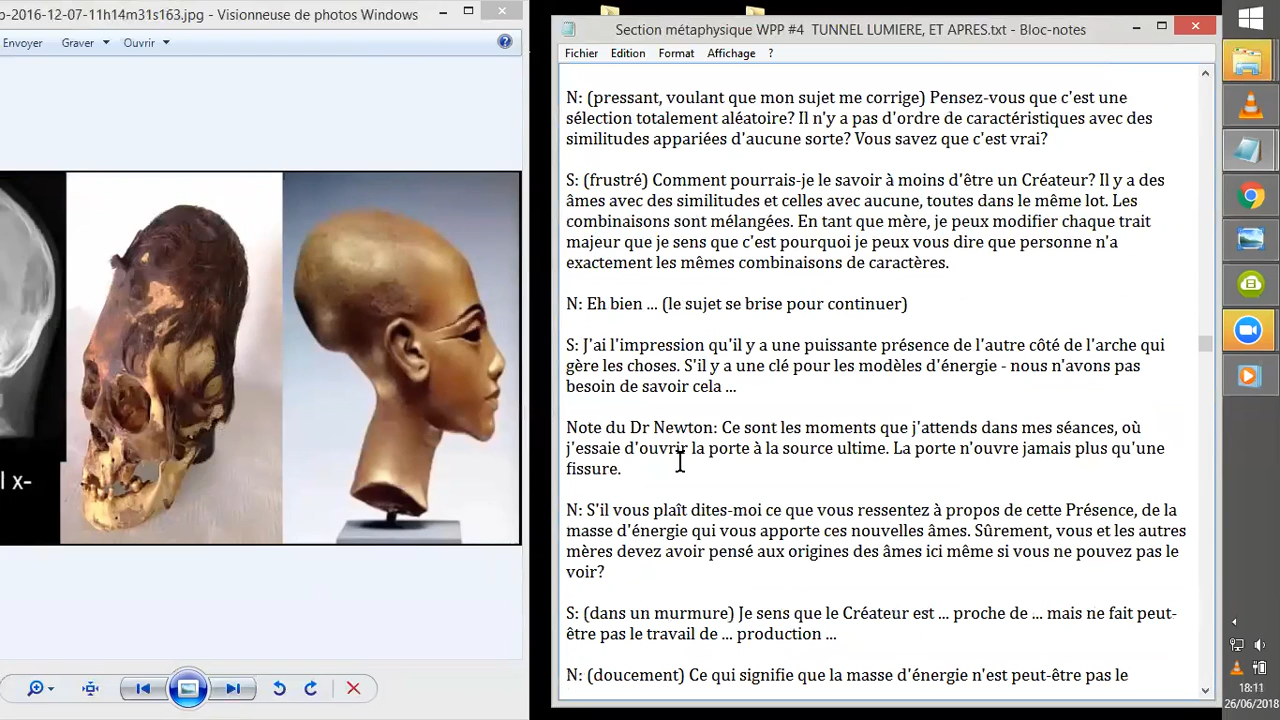 o-2016-12-07-14h14m31s163.jpg - Visionneuse de photos Windows
Envoyer Graver Ouvrir
l x-
Section métaphysique WPP #4 TUNNEL LUMIERE, ET APRES.txt - Bloc-notes
Fichier Edition Format Affichage ?
N: (pressant, voulant que mon sujet me corrige) Pensez-vous que c'est une
sélection totalement aléatoire? Il n'y a pas d'ordre de caractéristiques avec des
similitudes appariées d'aucune sorte? Vous savez que c'est vrai?
S: (frustré) Comment pourrais-je le savoir à moins d'être un Créateur? Il y a des
âmes avec des similitudes et celles avec aucune, toutes dans le même lot. Les
combinaisons sont mélangées. En tant que mère, je peux modifier chaque trait
majeur que je sens que c'est pourquoi je peux vous dire que personne n'a
exactement les mêmes combinaisons de caractères.
N: Eh bien ... (le sujet se brise pour continuer)
S: J'ai l'impression qu'il y a une puissante présence de l'autre côté de l'arche qui
gère les choses. S'il y a une clé pour les modèles d'énergie - nous n'avons pas
besoin de savoir cela ...
Note du Dr Newton: Ce sont les moments que j'attends dans mes séances, où
j'essaie d'ouvrir la porte à la source ultime. La porte n'ouvre jamais plus qu'une
fissure.
N: S'il vous plaît dites-moi ce que vous ressentez à propos de cette Présence, de la
masse d'énergie qui vous apporte ces nouvelles âmes. Sûrement, vous et les autres
mères devez avoir pensé aux origines des âmes ici même si vous ne pouvez pas le
voir?
S: (dans un murmure) Je sens que le Créateur est ... proche de ... mais ne fait peut-
être pas le travail de ... production ...
N: (doucement) Ce qui signifie que la masse d'énergie n'est peut-être pas le
18:11
26/06/2018